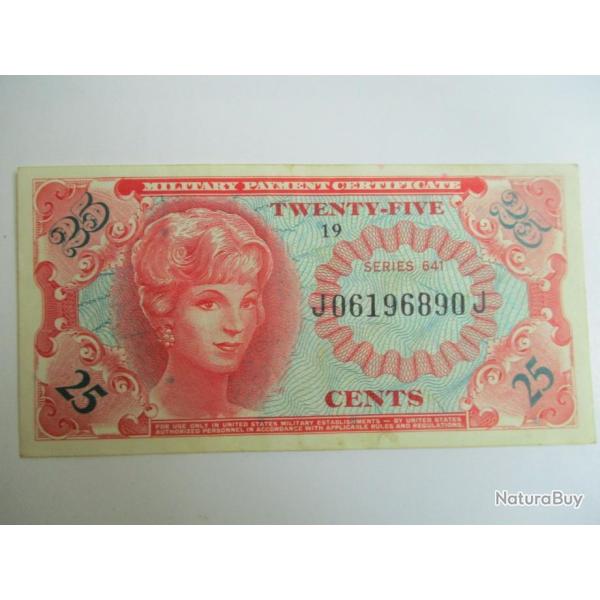 MILITARY PAYMENT CERTIFICATE
25 TWENTY-FIVE 25
19
SERIES 641
J06196890J
25 CENTS 25
FOR USE ONLY IN UNITED STATES MILITARY ESTABLISHMENTS — BY UNITED STATES
AUTHORIZED PERSONNEL IN ACCORDANCE WITH APPLICABLE RULES AND REGULATIONS.
NaturaBuy